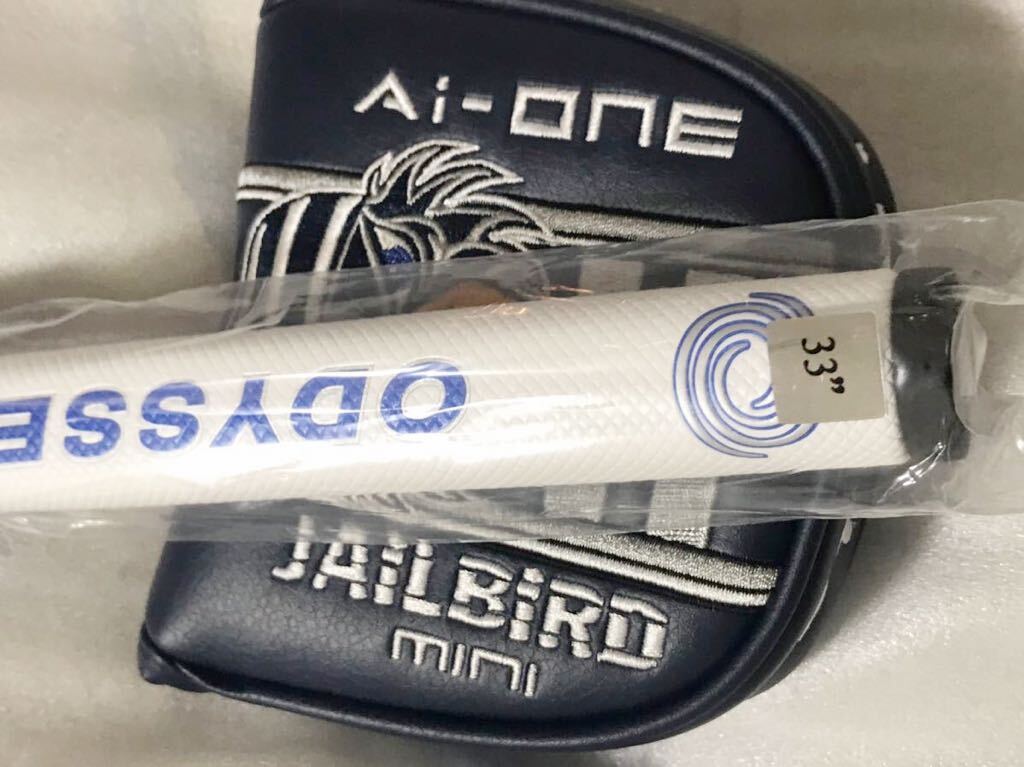 Ai-ONE
33"
ODYSSE
JAILBIRD
mini